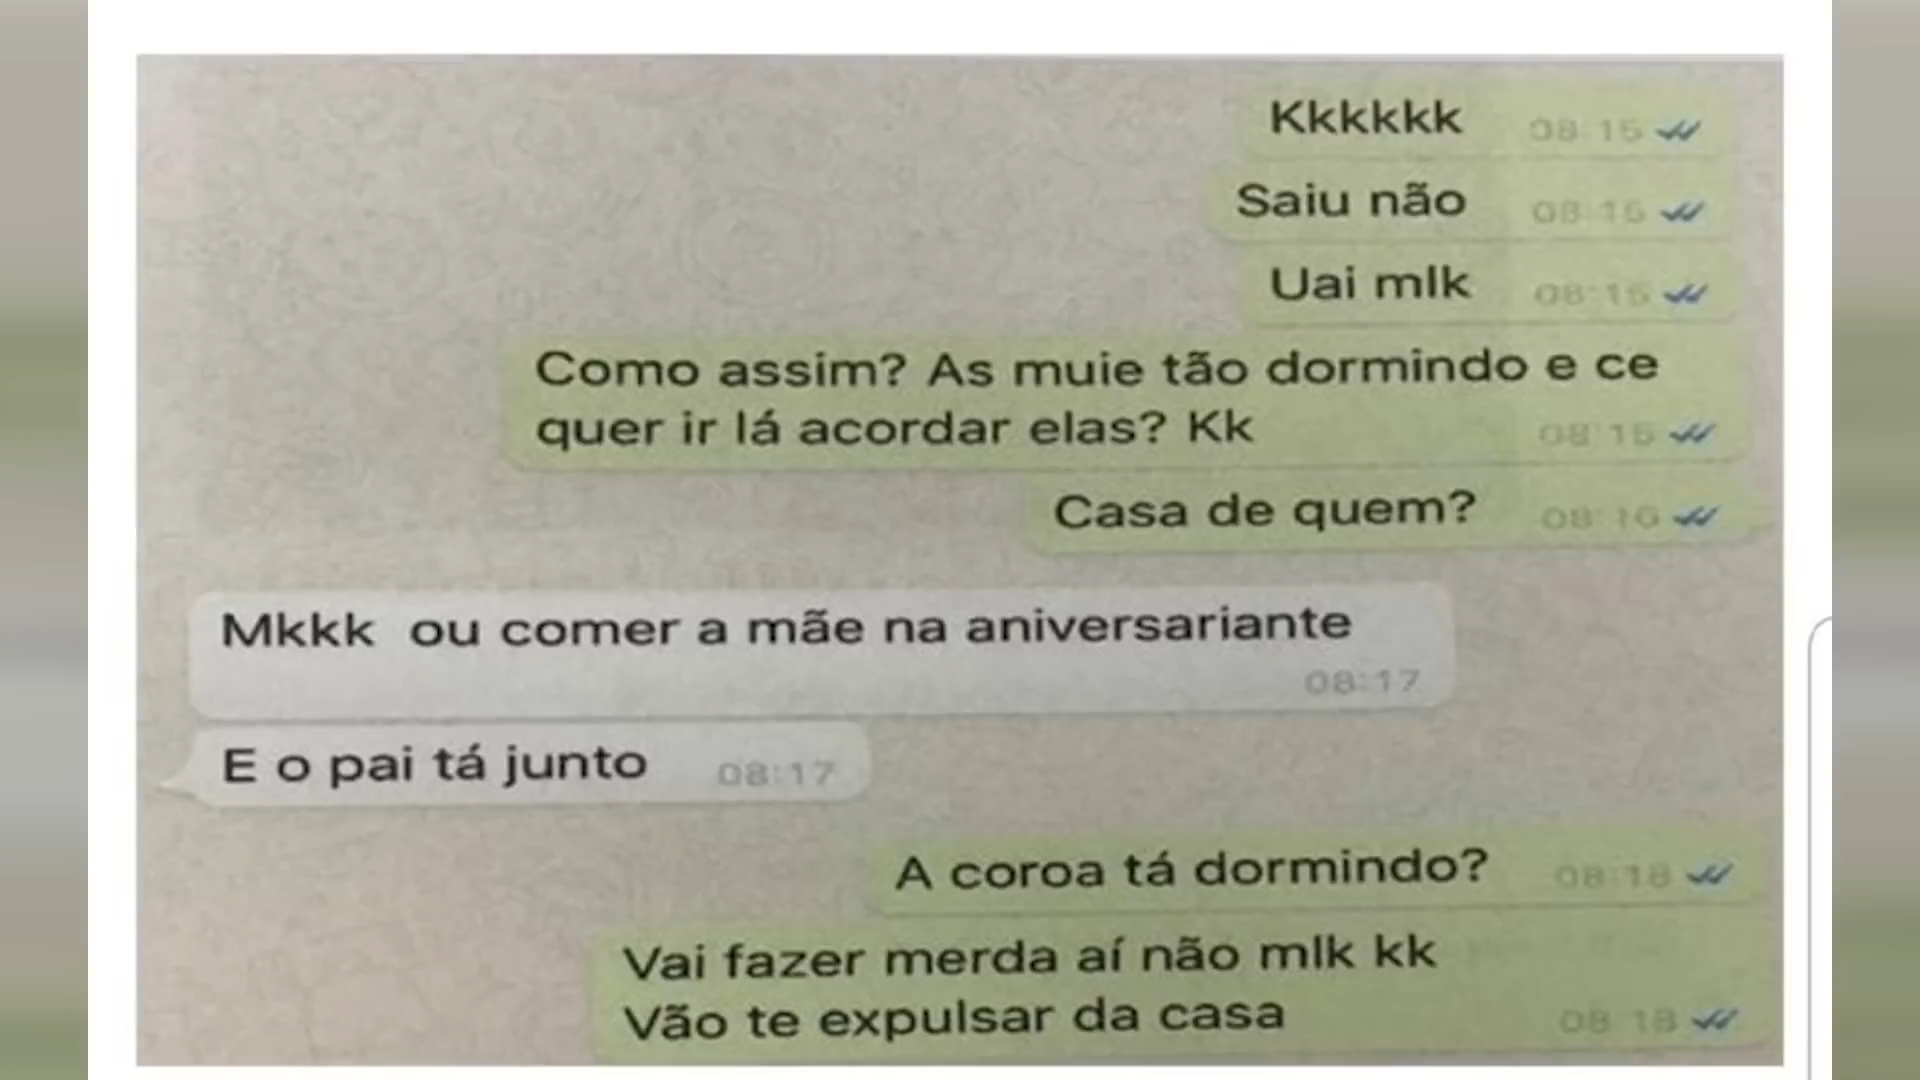 Kkkkkk 08:15
Saiu não 08:15
Uai mlk 08:15
Como assim? As muie tão dormindo e ce
quer ir lá acordar elas? Kk 08:15
Casa de quem? 08:16
Mkkk ou comer a mãe na aniversariante
08:17
E o pai tá junto 08:17
A coroa tá dormindo? 08:18
Vai fazer merda aí não mlk kk
Vão te expulsar da casa 08:18